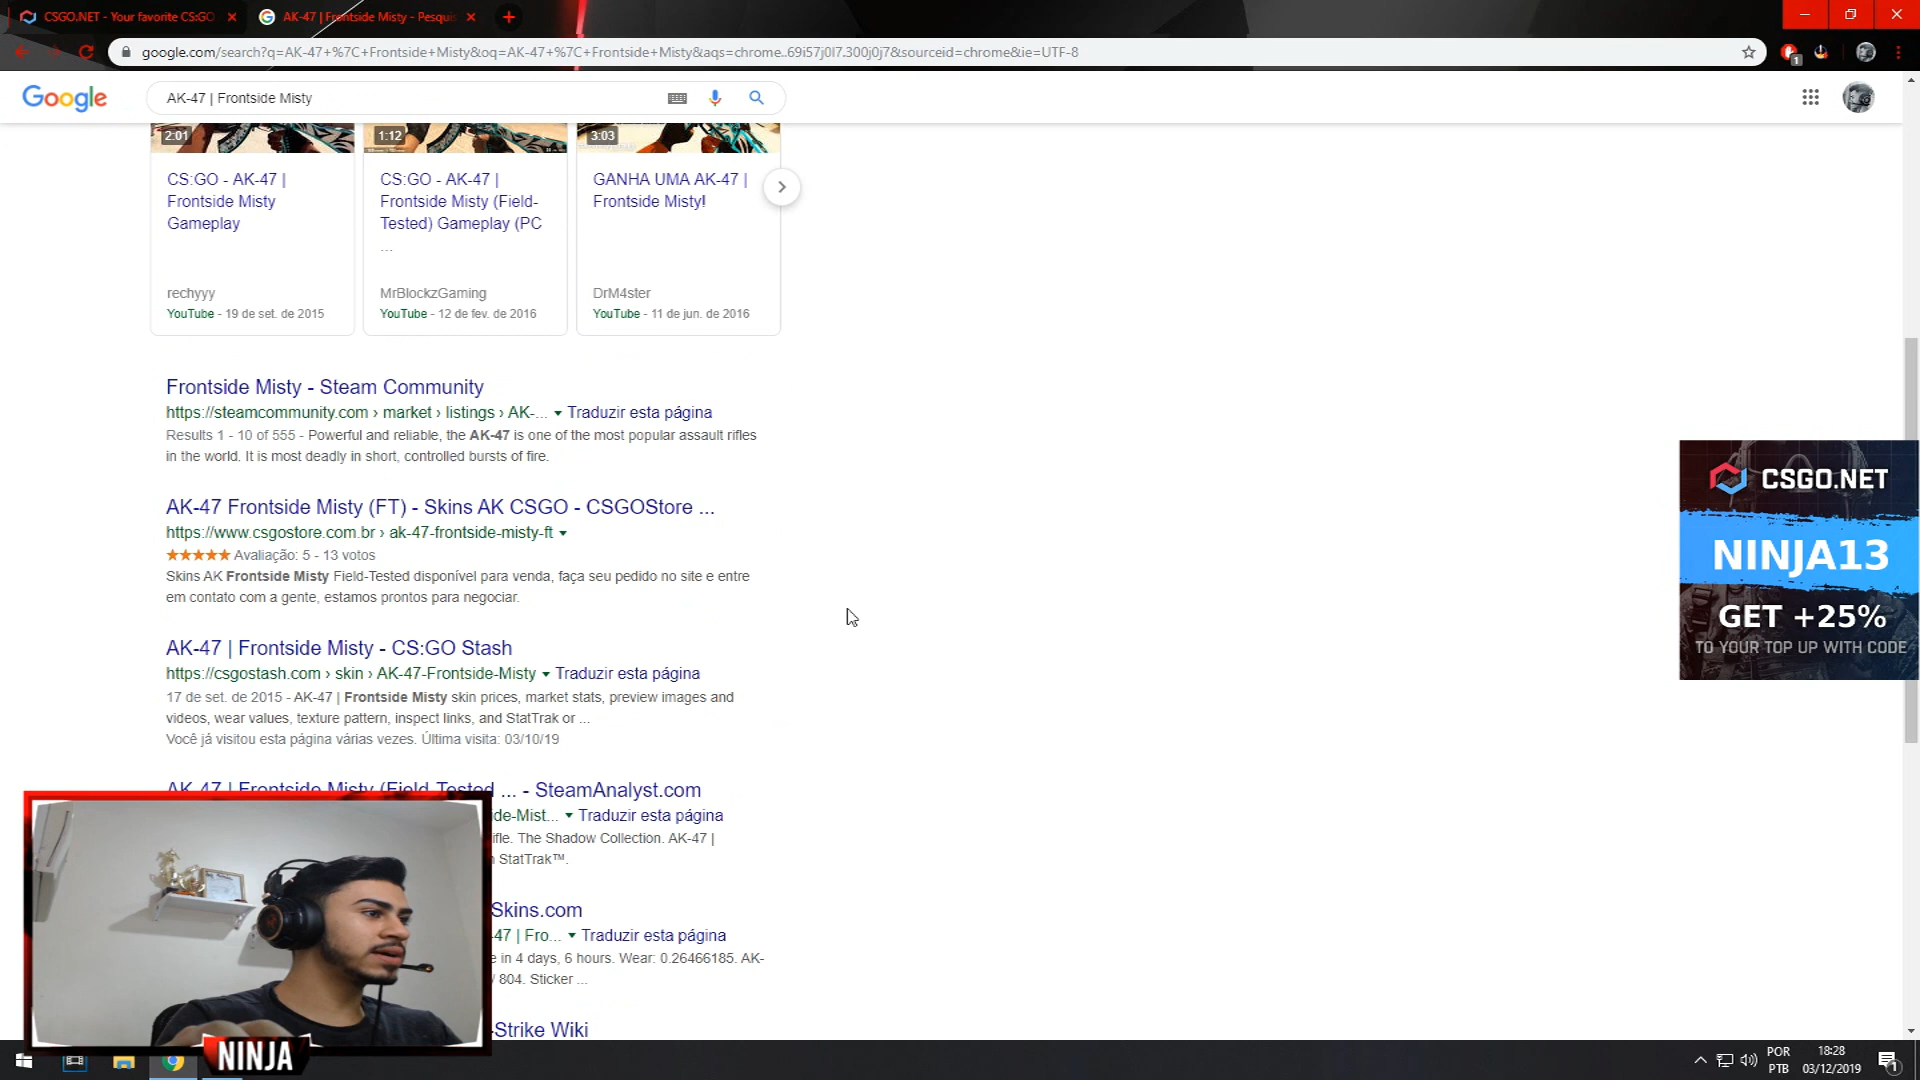 CSGO.NET - Your favorite CS:GO
AK-47 | Frontside Misty - Pesquis
google.com/search?q=AK-47+%7C+Frontside+Misty&oq=AK-47+%7C+Frontside+Misty&aqs=chrome..69i57j0l7.300j0j7&sourceid=chrome&ie=UTF-8
1
Google
AK-47 | Frontside Misty
2:01
1:12
3:03
CS:GO - AK-47 |
Frontside Misty
Gameplay
rechyyy
YouTube - 19 de set. de 2015
CS:GO - AK-47 |
Frontside Misty (Field-
Tested) Gameplay (PC
...
MrBlockzGaming
YouTube - 12 de fev. de 2016
GANHA UMA AK-47 |
Frontside Misty!
DrM4ster
YouTube - 11 de jun. de 2016
Frontside Misty - Steam Community
https://steamcommunity.com › market › listings › AK-... Traduzir esta página
Results 1 - 10 of 555 - Powerful and reliable, the AK-47 is one of the most popular assault rifles
in the world. It is most deadly in short, controlled bursts of fire.
AK-47 Frontside Misty (FT) - Skins AK CSGO - CSGOStore ...
https://www.csgostore.com.br › ak-47-frontside-misty-ft
★★★★★ Avaliação: 5 - 13 votos
Skins AK Frontside Misty Field-Tested disponível para venda, faça seu pedido no site e entre
em contato com a gente, estamos prontos para negociar.
AK-47 | Frontside Misty - CS:GO Stash
https://csgostash.com › skin › AK-47-Frontside-Misty Traduzir esta página
17 de set. de 2015 - AK-47 | Frontside Misty skin prices, market stats, preview images and
videos, wear values, texture pattern, inspect links, and StatTrak or ...
Você já visitou esta página várias vezes. Última visita: 03/10/19
AK-47 | Frontside Misty (Field-Tested ... - SteamAnalyst.com
ide-Mist... Traduzir esta página
ifle. The Shadow Collection. AK-47 |
StatTrak™.
Skins.com
47 | Fro... Traduzir esta página
e in 4 days, 6 hours. Wear: 0.26466185. AK-
/ 804. Sticker ...
-Strike Wiki
CSGO.NET
NINJA13
GET +25%
TO YOUR TOP UP WITH CODE
NINJA
POR
PTB
18:28
03/12/2019
1